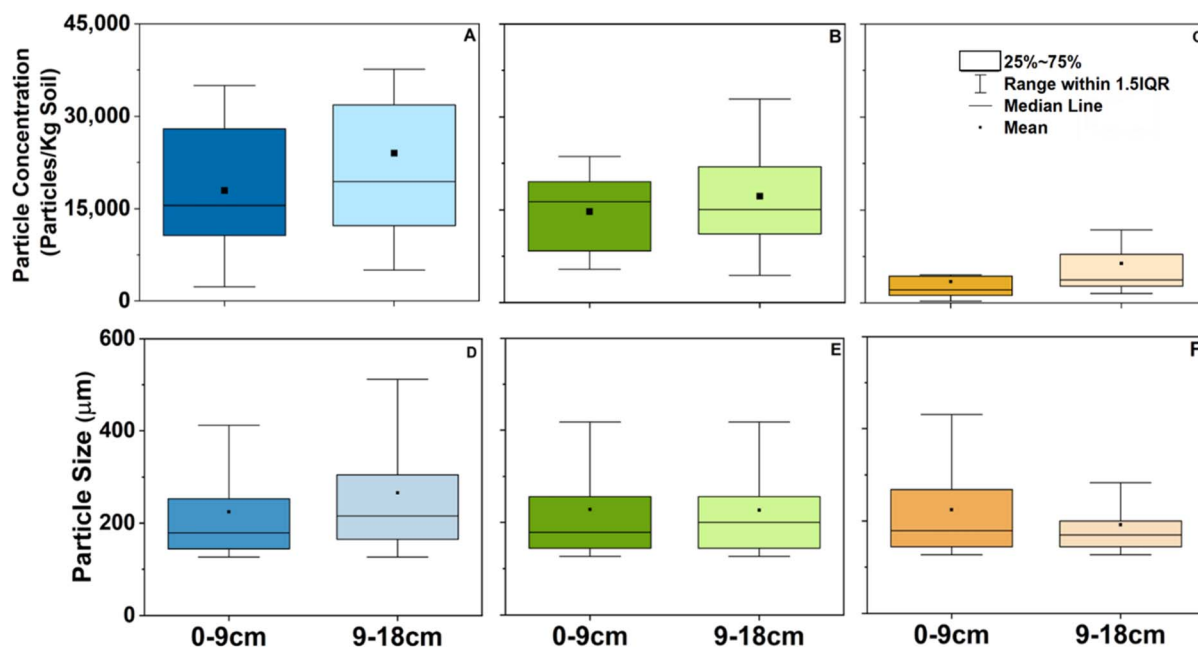 45,000
30,000
15,000
0
Particle Concentration
(Particles/Kg Soil)
A
B
C
25%~75%
Range within 1.5IQR
Median Line
Mean
600
400
200
0
Particle Size (μm)
D
E
F
0-9cm 9-18cm 0-9cm 9-18cm 0-9cm 9-18cm